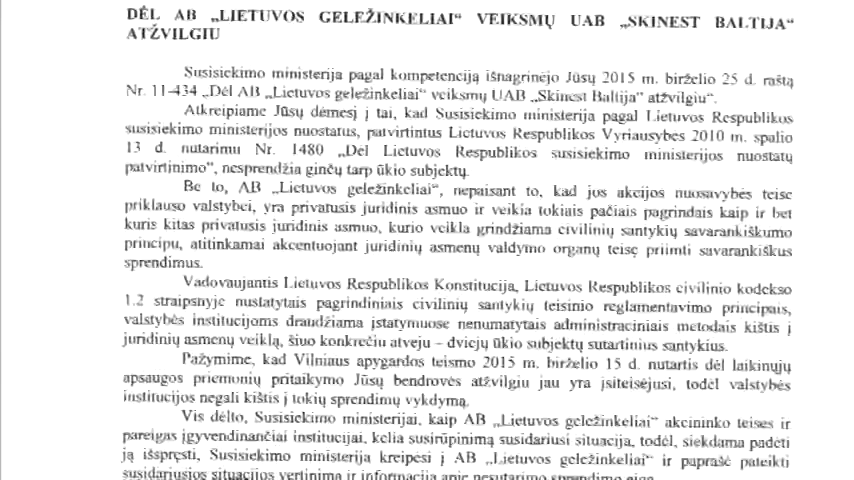 DĖL AB „LIETUVOS GELEŽINKELIAI“ VEIKSMŲ UAB „SKINEST BALTIJA“
ATŽVILGIU
Susisiekimo ministerija pagal kompetenciją išnagrinėjo Jūsų 2015 m. birželio 25 d. raštą
Nr. 11-434 „Dėl AB „Lietuvos geležinkeliai“ veiksmų UAB „Skinest Baltija“ atžvilgiu“.
Atkreipiame Jūsų dėmesį į tai, kad Susisiekimo ministerija pagal Lietuvos Respublikos
susisiekimo ministerijos nuostatus, patvirtintus Lietuvos Respublikos Vyriausybės 2010 m. spalio
13 d. nutarimu Nr. 1480 „Dėl Lietuvos Respublikos susisiekimo ministerijos nuostatų
patvirtinimo“, nesprendžia ginčų tarp ūkio subjektų.
Be to, AB „Lietuvos geležinkeliai“, nepaisant to, kad jos akcijos nuosavybės teise
priklauso valstybei, yra privatusis juridinis asmuo ir veikia tokiais pačiais pagrindais kaip ir bet
kuris kitas privatusis juridinis asmuo, kurio veikla grindžiama civilinių santykių savarankiškumo
principu, atitinkamai akcentuojant juridinių asmenų valdymo organų teisę priimti savarankiškus
sprendimus.
Vadovaujantis Lietuvos Respublikos Konstitucija, Lietuvos Respublikos civilinio kodekso
1.2 straipsnyje nustatytais pagrindiniais civilinių santykių teisinio reglamentavimo principais,
valstybės institucijoms draudžiama įstatymuose nenumatytais administraciniais metodais kištis į
juridinių asmenų veiklą, šiuo konkrečiu atveju – dviejų ūkio subjektų sutartinius santykius.
Pažymime, kad Vilniaus apygardos teismo 2015 m. birželio 15 d. nutartis dėl laikinųjų
apsaugos priemonių pritaikymo Jūsų bendrovės atžvilgiu jau yra įsiteisėjusi, todėl valstybės
institucijos negali kištis į tokių sprendimų vykdymą.
Vis dėlto, Susisiekimo ministerijai, kaip AB „Lietuvos geležinkeliai“ akcininko teises ir
pareigas įgyvendinančiai institucijai, kelia susirūpinimą susidariusi situacija, todėl, siekdama padėti
ją išspręsti, Susisiekimo ministerija kreipėsi į AB „Lietuvos geležinkeliai“ ir paprašė pateikti
susidariusios situacijos vertinimą ir informaciją apie nesutarimo sprendimo eigą.